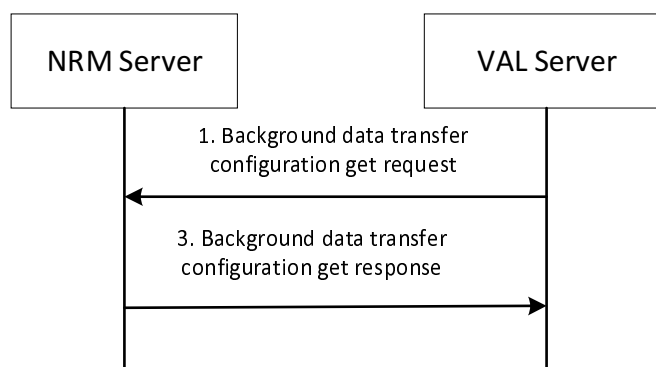 NRM Server
VAL Server
1. Background data transfer
configuration get request
3. Background data transfer
configuration get response